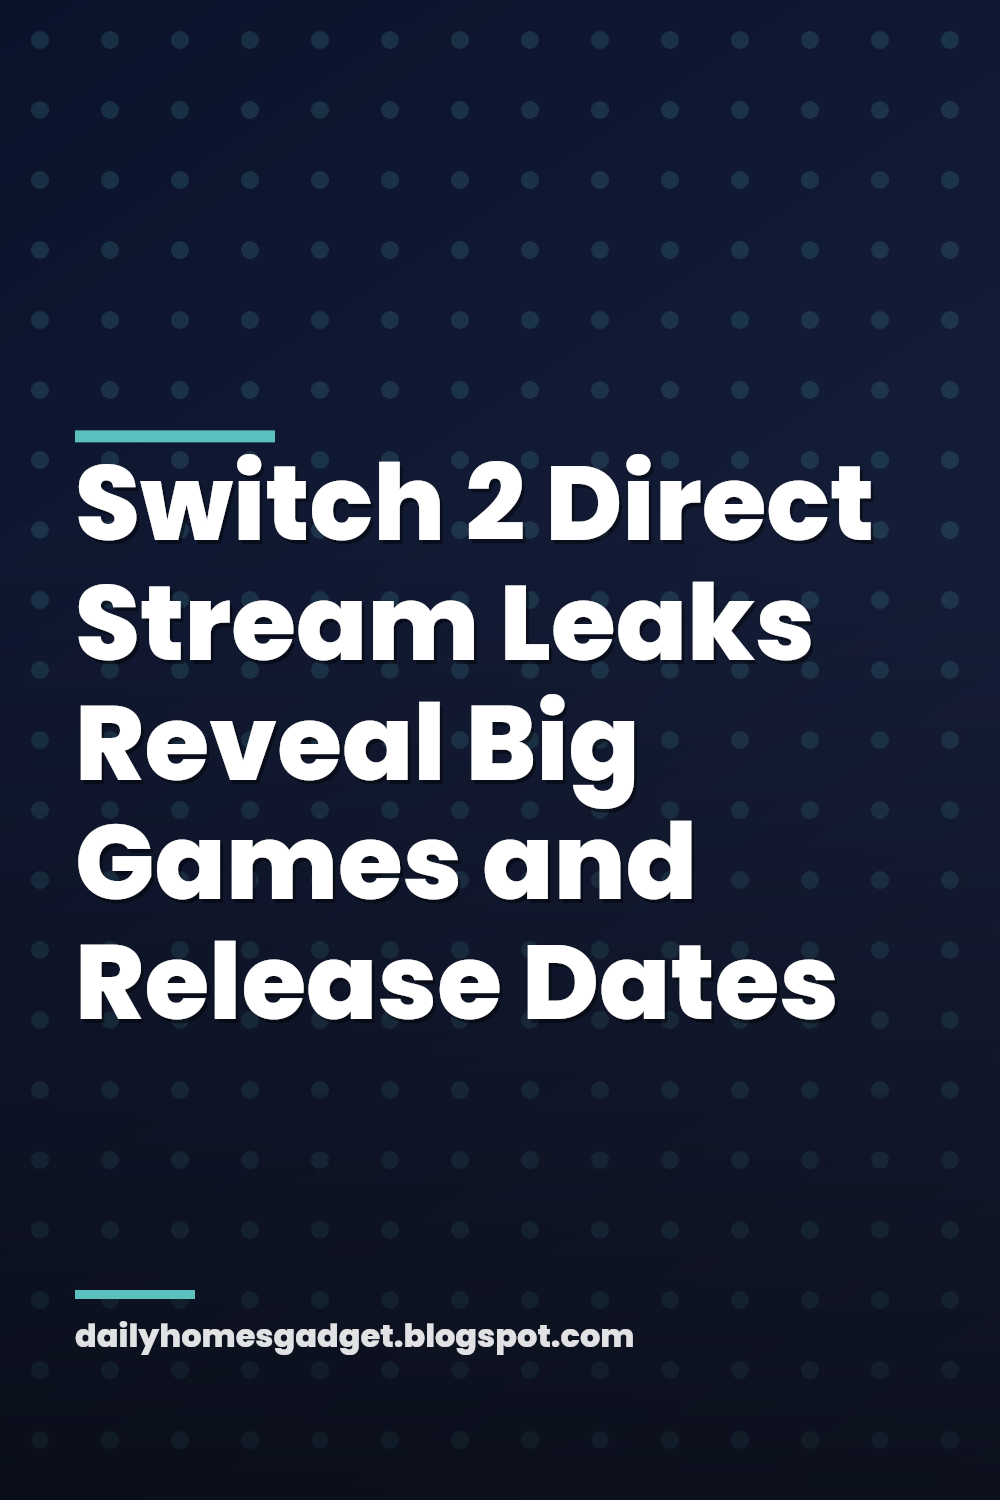 Switch 2 Direct
Stream Leaks
Reveal Big
Games and
Release Dates
dailyhomesgadget.blogspot.com